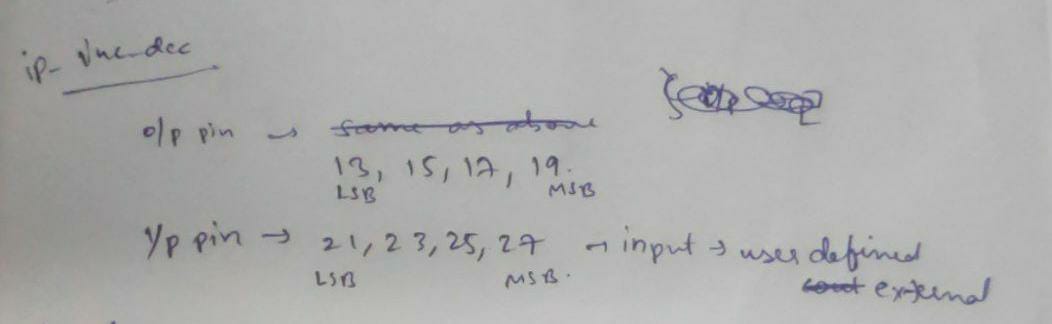 ip- inc-dec
o/p pin → same as above
13, 15, 17, 19.
LSB MSB
I/p pin → 21, 23, 25, 27 → input → user defined
LSB MSB. external